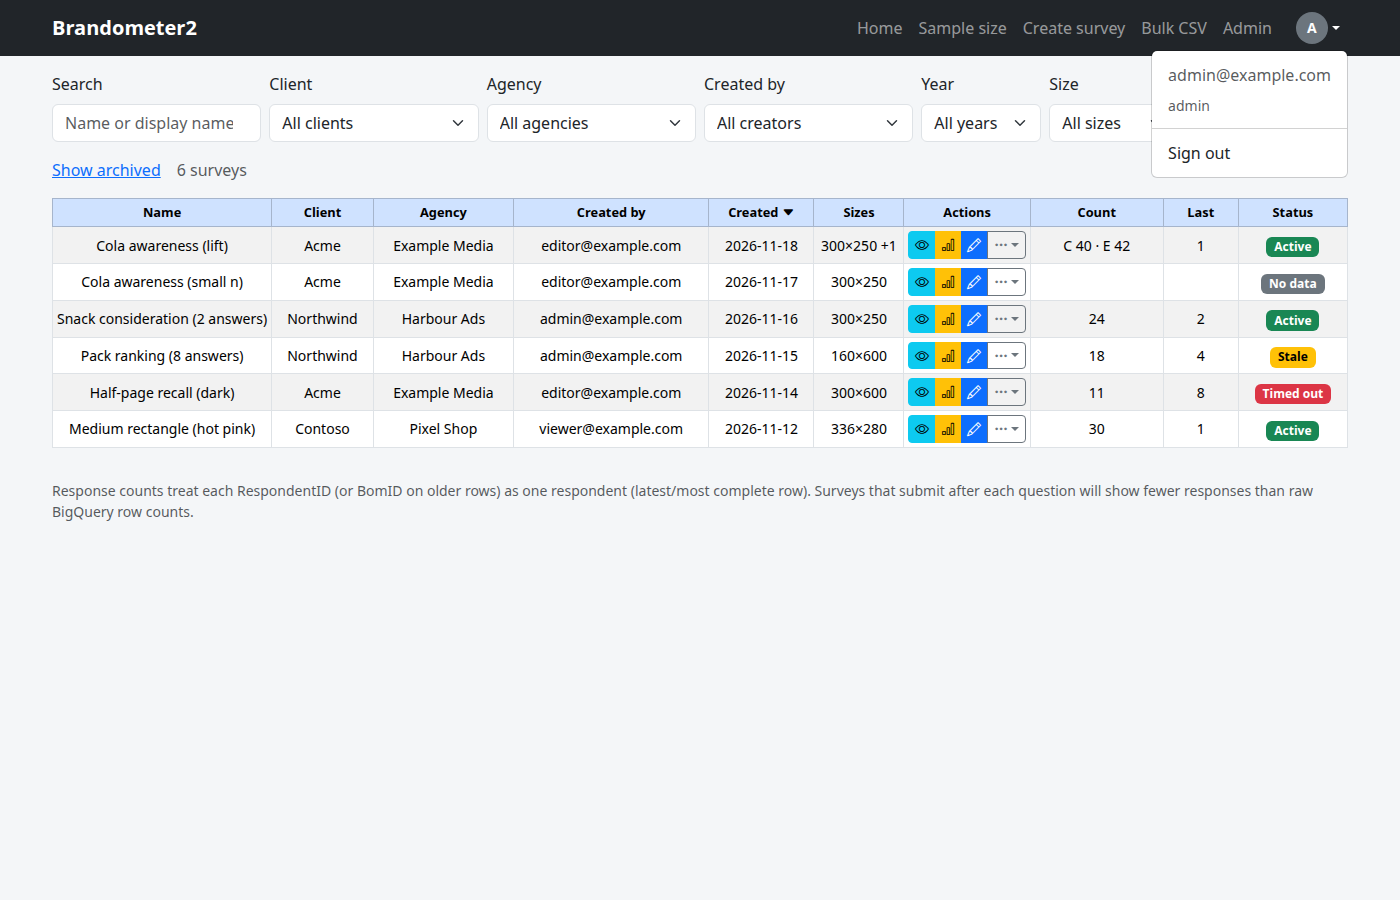 Brandometer2
Home Sample size Create survey Bulk CSV Admin A
admin@example.com
admin
Sign out
Search Client Agency Created by Year Size
Name or display name All clients All agencies All creators All years All sizes
Show archived 6 surveys
Name Client Agency Created by Created Sizes Actions Count Last Status
Cola awareness (lift) Acme Example Media editor@example.com 2026-11-18 300×250 +1 C 40 · E 42 1 Active
Cola awareness (small n) Acme Example Media editor@example.com 2026-11-17 300×250 No data
Snack consideration (2 answers) Northwind Harbour Ads admin@example.com 2026-11-16 300×250 24 2 Active
Pack ranking (8 answers) Northwind Harbour Ads admin@example.com 2026-11-15 160×600 18 4 Stale
Half-page recall (dark) Acme Example Media editor@example.com 2026-11-14 300×600 11 8 Timed out
Medium rectangle (hot pink) Contoso Pixel Shop viewer@example.com 2026-11-12 336×280 30 1 Active
Response counts treat each RespondentID (or BomID on older rows) as one respondent (latest/most complete row). Surveys that submit after each question will show fewer responses than raw
BigQuery row counts.